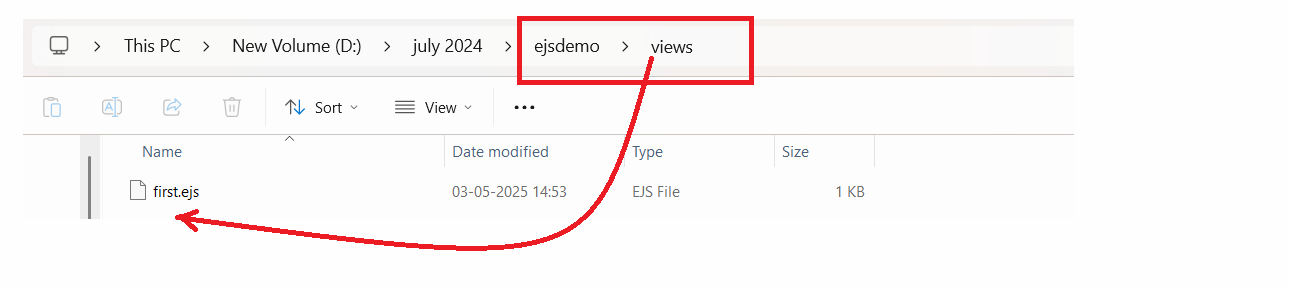 This PC > New Volume (D:) > july 2024 > ejsdemo > views
Sort View ...
Name Date modified Type Size
first.ejs 03-05-2025 14:53 EJS File 1 KB